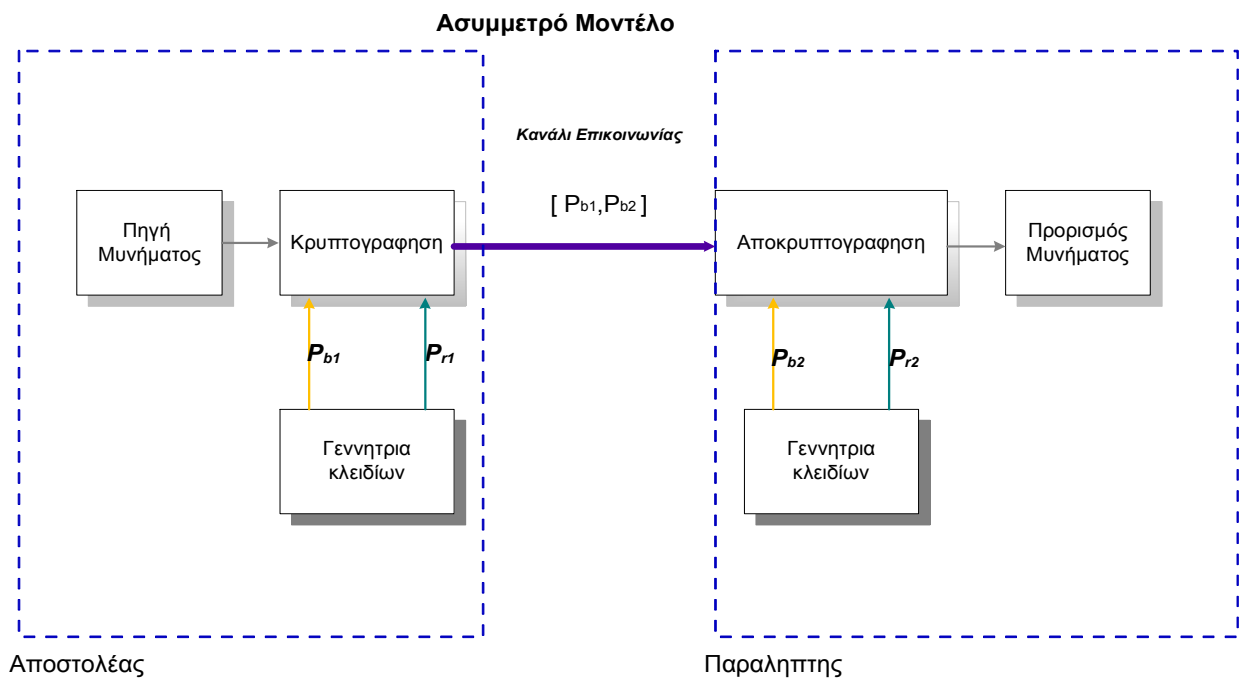 Ασυμμετρό Μοντέλο
Κανάλι Επικοινωνίας
[ Pb1,Pb2 ]
Πηγή
Μυνήματος
Κρυπτογραφηση
Αποκρυπτογραφηση
Προρισμός
Μυνήματος
Pb1
Pr1
Pb2
Pr2
Γεννητρια
κλειδίων
Γεννητρια
κλειδίων
Αποστολέας
Παραληπτης